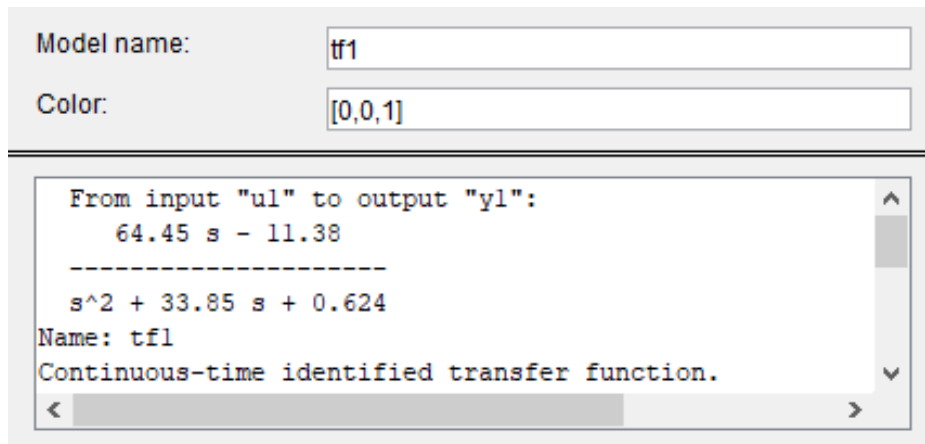 Model name:
tf1
Color:
[0,0,1]
From input "u1" to output "y1":
64.45 s - 11.38
---------------------
s^2 + 33.85 s + 0.624
Name: tf1
Continuous-time identified transfer function.